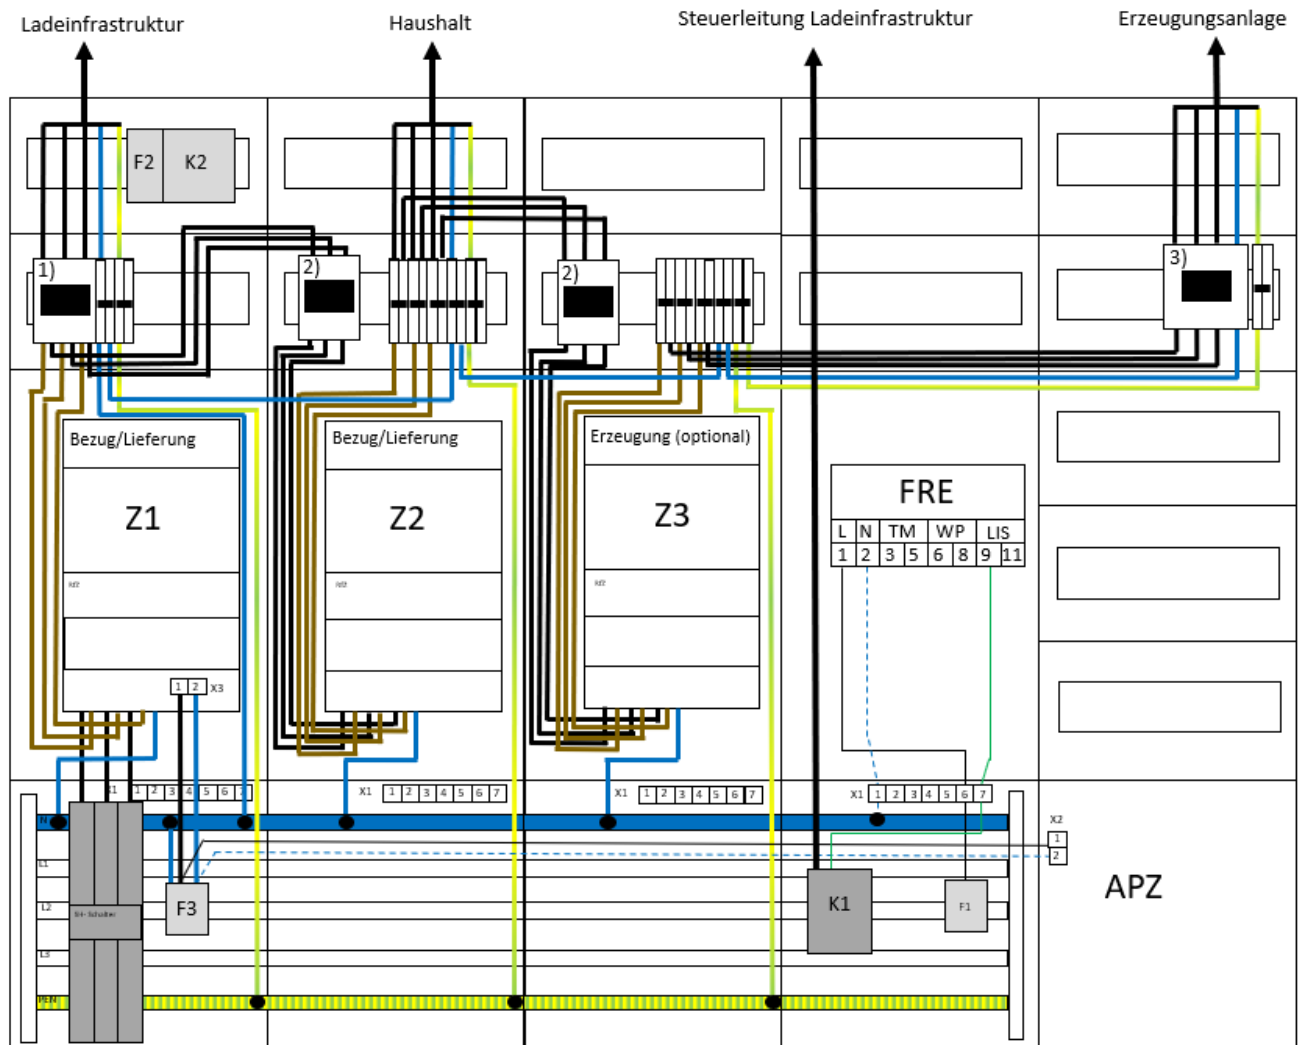 Ladeinfrastruktur
Haushalt
Steuerleitung Ladeinfrastruktur
Erzeugungsanlage
F2
K2
1)
2)
2)
3)
Bezug/Lieferung
Bezug/Lieferung
Erzeugung (optional)
Z1
Z2
Z3
FRE
L N TM WP LIS
1 2 3 5 6 8 9 11
1 2 X3
1 2 3 4 5 6 7
X1 1 2 3 4 5 6 7
X1 1 2 3 4 5 6 7
X1 1 2 3 4 5 6 7
N
X2
1
2
L1
L2
L3
PEN
SH- Schalter
F3
K1
F1
APZ